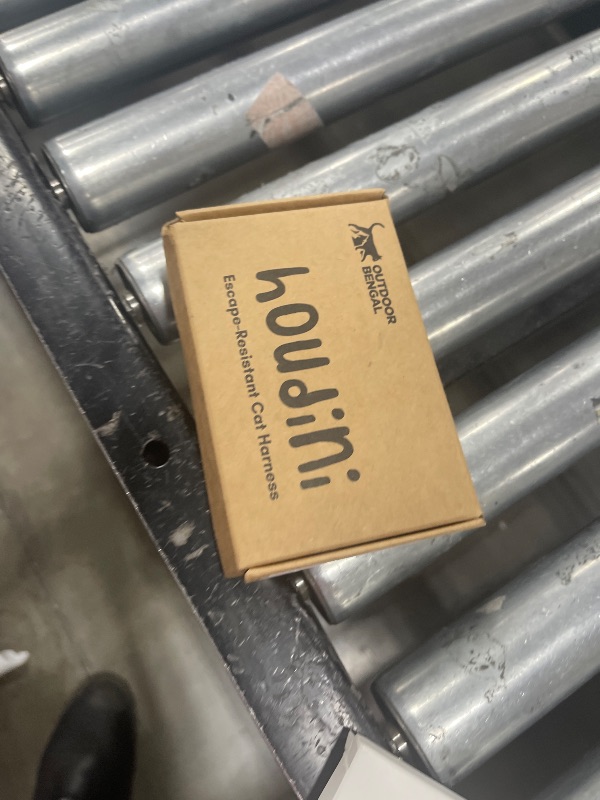 OUTDOOR
BENGAL
houdini
Escape-Resistant Cat Harness